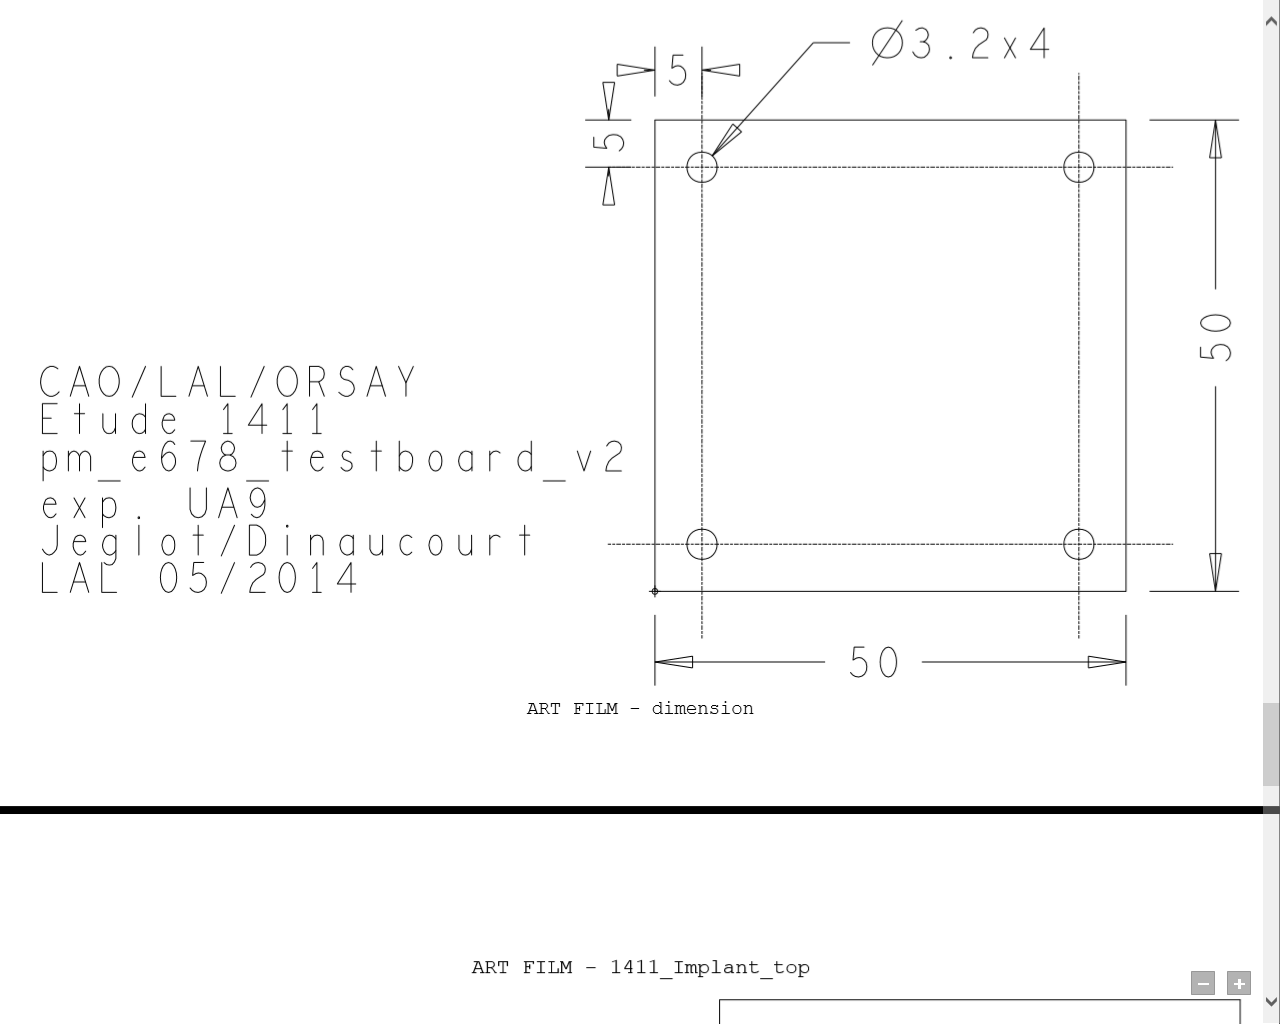 Ø3.2x4
5
5
50
CAO/LAL/ORSAY
Etude 1411
pm_e678_testboard_v2
exp. UA9
Jeglot/Dinaucourt
LAL 05/2014
50
ART FILM - dimension
ART FILM - 1411_Implant_top